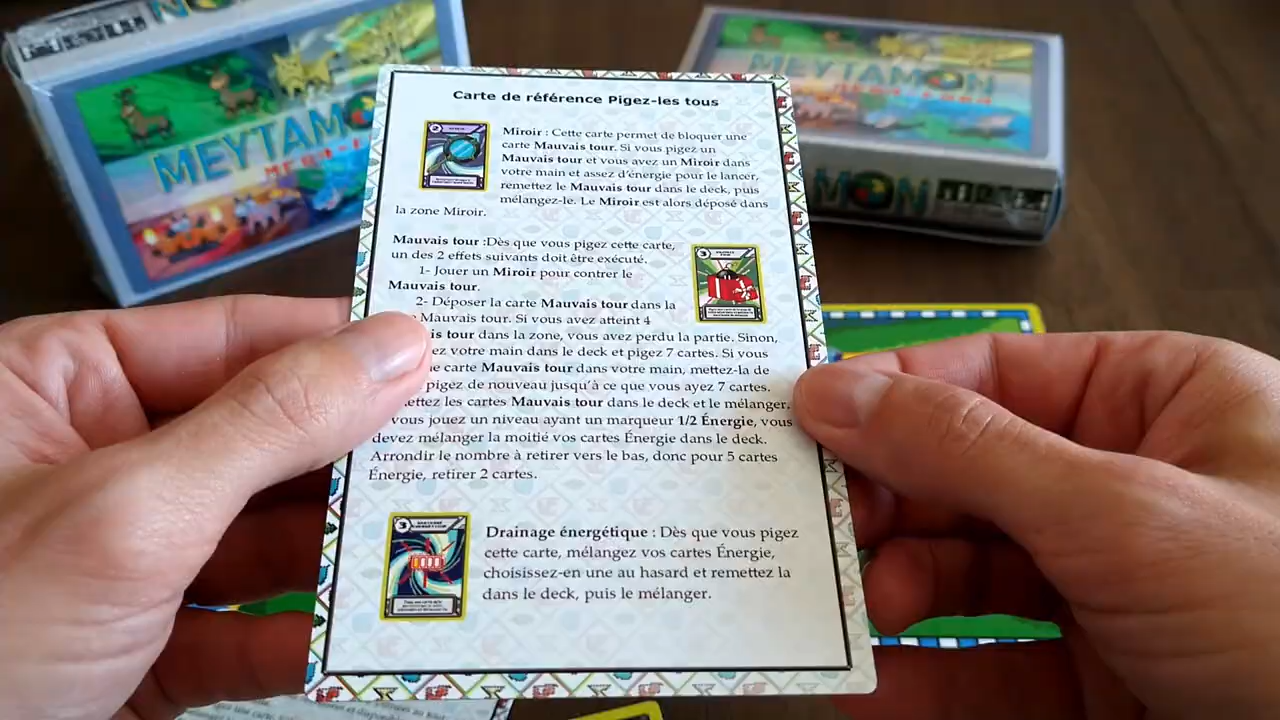 MEYTAMON
MEYTAMON
MON
Carte de référence Pigez-les tous
2
Miroir : Cette carte permet de bloquer une
carte Mauvais tour. Si vous pigez un
Mauvais tour et vous avez un Miroir dans
votre main et assez d'énergie pour le lancer,
remettez le Mauvais tour dans le deck, puis
mélangez-le. Le Miroir est alors déposé dans
la zone Miroir.
Mauvais tour :Dès que vous pigez cette carte,
un des 2 effets suivants doit être exécuté.
1- Jouer un Miroir pour contrer le
Mauvais tour.
2- Déposer la carte Mauvais tour dans la
Mauvais tour. Si vous avez atteint 4
tour dans la zone, vous avez perdu la partie. Sinon,
votre main dans le deck et pigez 7 cartes. Si vous
carte Mauvais tour dans votre main, mettez-la de
pigez de nouveau jusqu'à ce que vous ayez 7 cartes.
les cartes Mauvais tour dans le deck et le mélanger.
vous jouez un niveau ayant un marqueur 1/2 Énergie, vous
devez mélanger la moitié vos cartes Énergie dans le deck.
Arrondir le nombre à retirer vers le bas, donc pour 5 cartes
Énergie, retirer 2 cartes.
3
3
Drainage énergétique : Dès que vous pigez
cette carte, mélangez vos cartes Énergie,
choisissez-en une au hasard et remettez la
dans le deck, puis le mélanger.